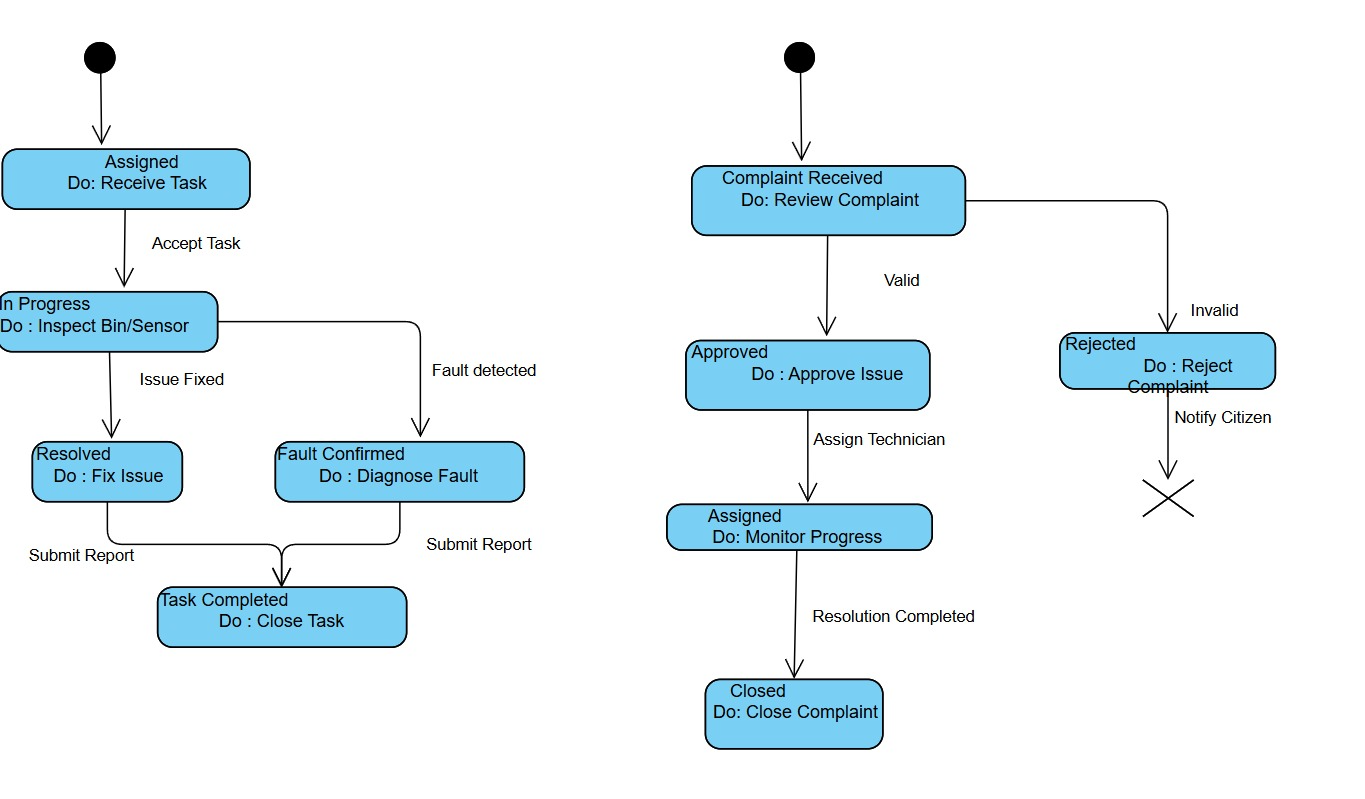 Assigned
Do: Receive Task
Accept Task
In Progress
Do : Inspect Bin/Sensor
Issue Fixed
Fault detected
Resolved
Do : Fix Issue
Fault Confirmed
Do : Diagnose Fault
Submit Report
Submit Report
Task Completed
Do : Close Task
Complaint Received
Do: Review Complaint
Valid
Invalid
Approved
Do : Approve Issue
Rejected
Do : Reject
Complaint
Assign Technician
Notify Citizen
Assigned
Do: Monitor Progress
Resolution Completed
Closed
Do: Close Complaint